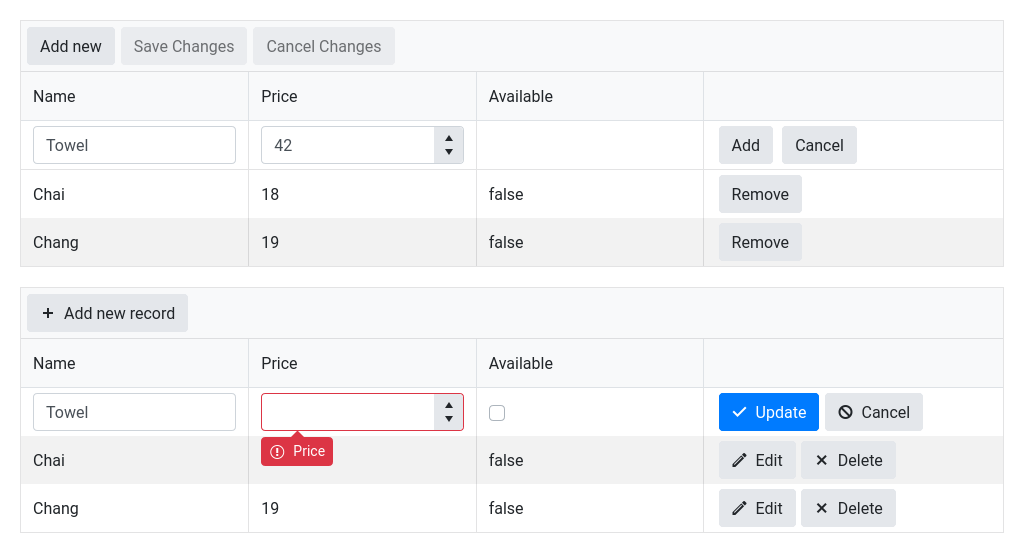 Add new Save Changes Cancel Changes
Name Price Available
Towel 42 Add Cancel
Chai 18 false Remove
Chang 19 false Remove
Add new record
Name Price Available
Towel Update Cancel
Price
Chai false Edit Delete
Chang 19 false Edit Delete